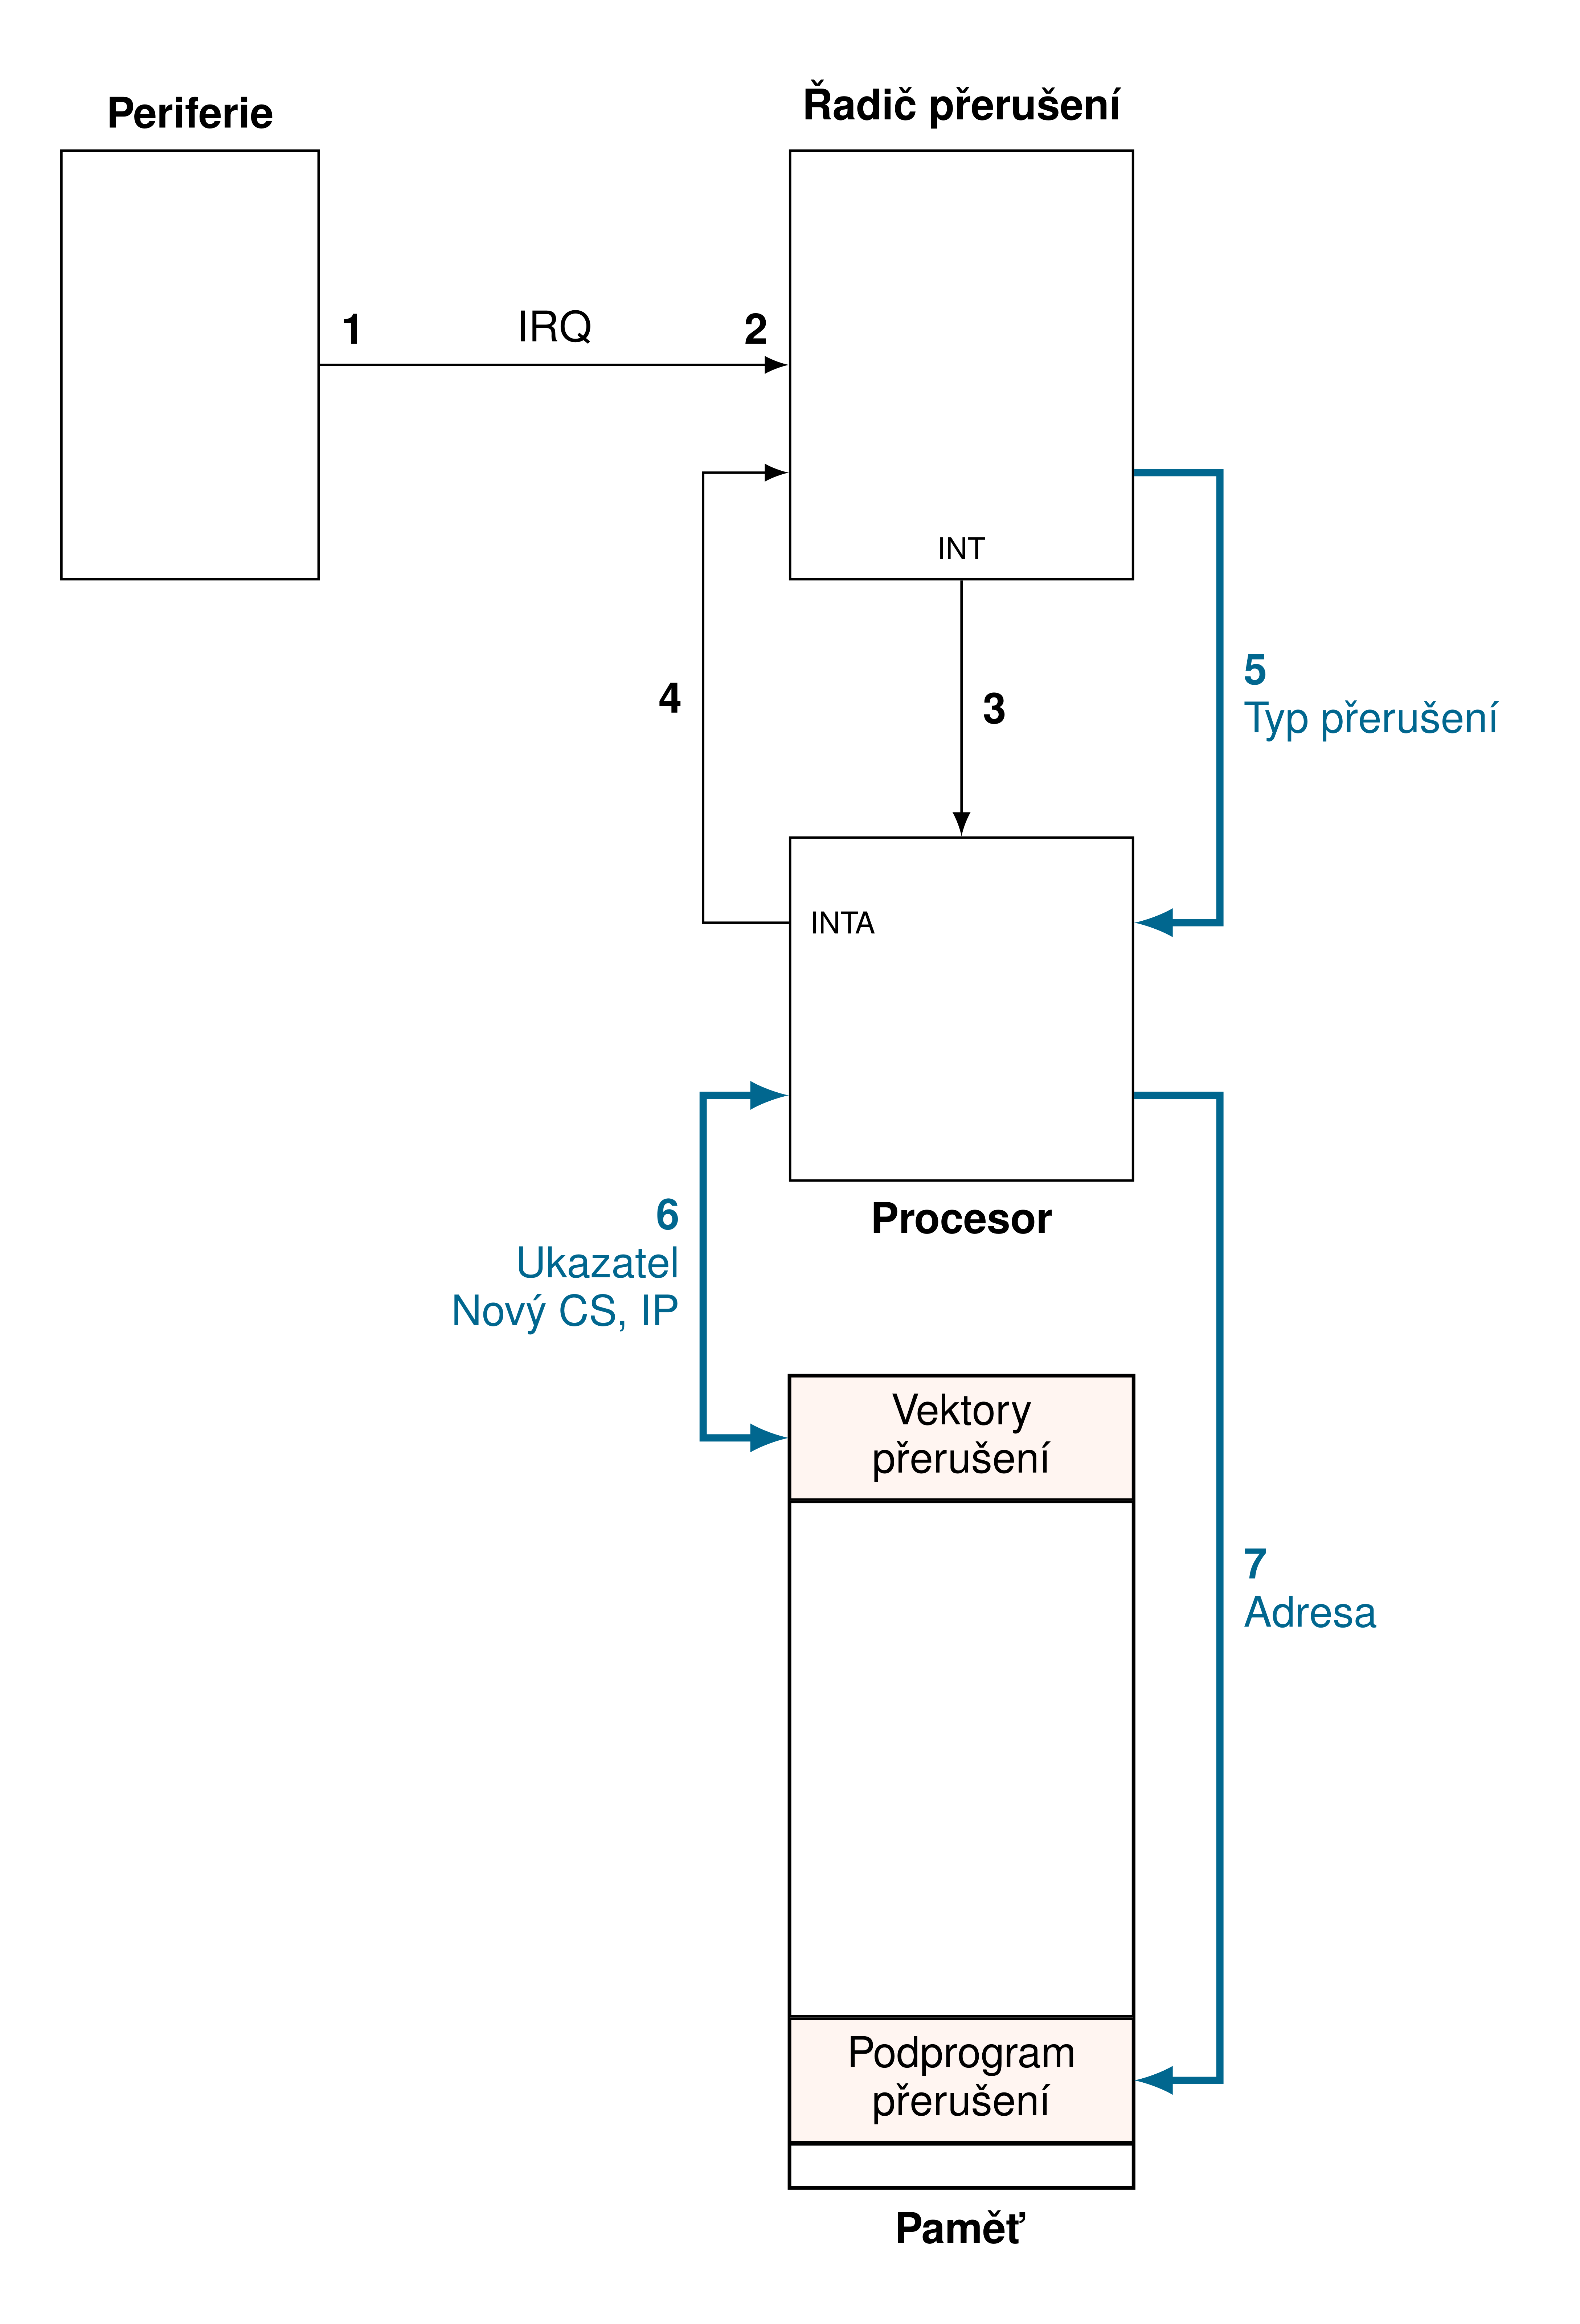 Periferie
Řadič přerušení
1
IRQ
2
INT
4
3
5
Typ přerušení
INTA
6
Ukazatel
Nový CS, IP
Procesor
Vektory
přerušení
7
Adresa
Podprogram
přerušení
Paměť